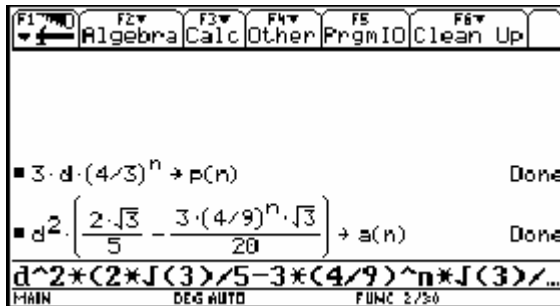 F1 F2▼ F3▼ F4▼ F5 F6▼
Algebra Calc Other PrgmIO Clean Up
▪ 3·d·(4/3)^n → p(n) Done
▪ d^2·(2·√3/5 − 3·(4/9)^n·√3/20) → a(n) Done
d^2*(2*√(3)/5-3*(4/9)^n*√(3)/…
MAIN DEG AUTO FUNC 2/30